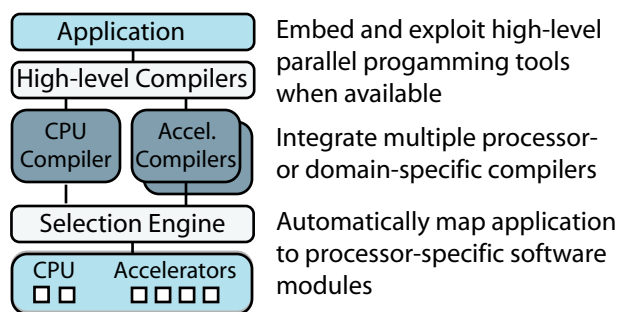 Application
Embed and exploit high-level
parallel progamming tools
when available
High-level Compilers
CPU
Compiler
Accel.
Compilers
Integrate multiple processor-
or domain-specific compilers
Selection Engine
Automatically map application
to processor-specific software
modules
CPU
Accelerators